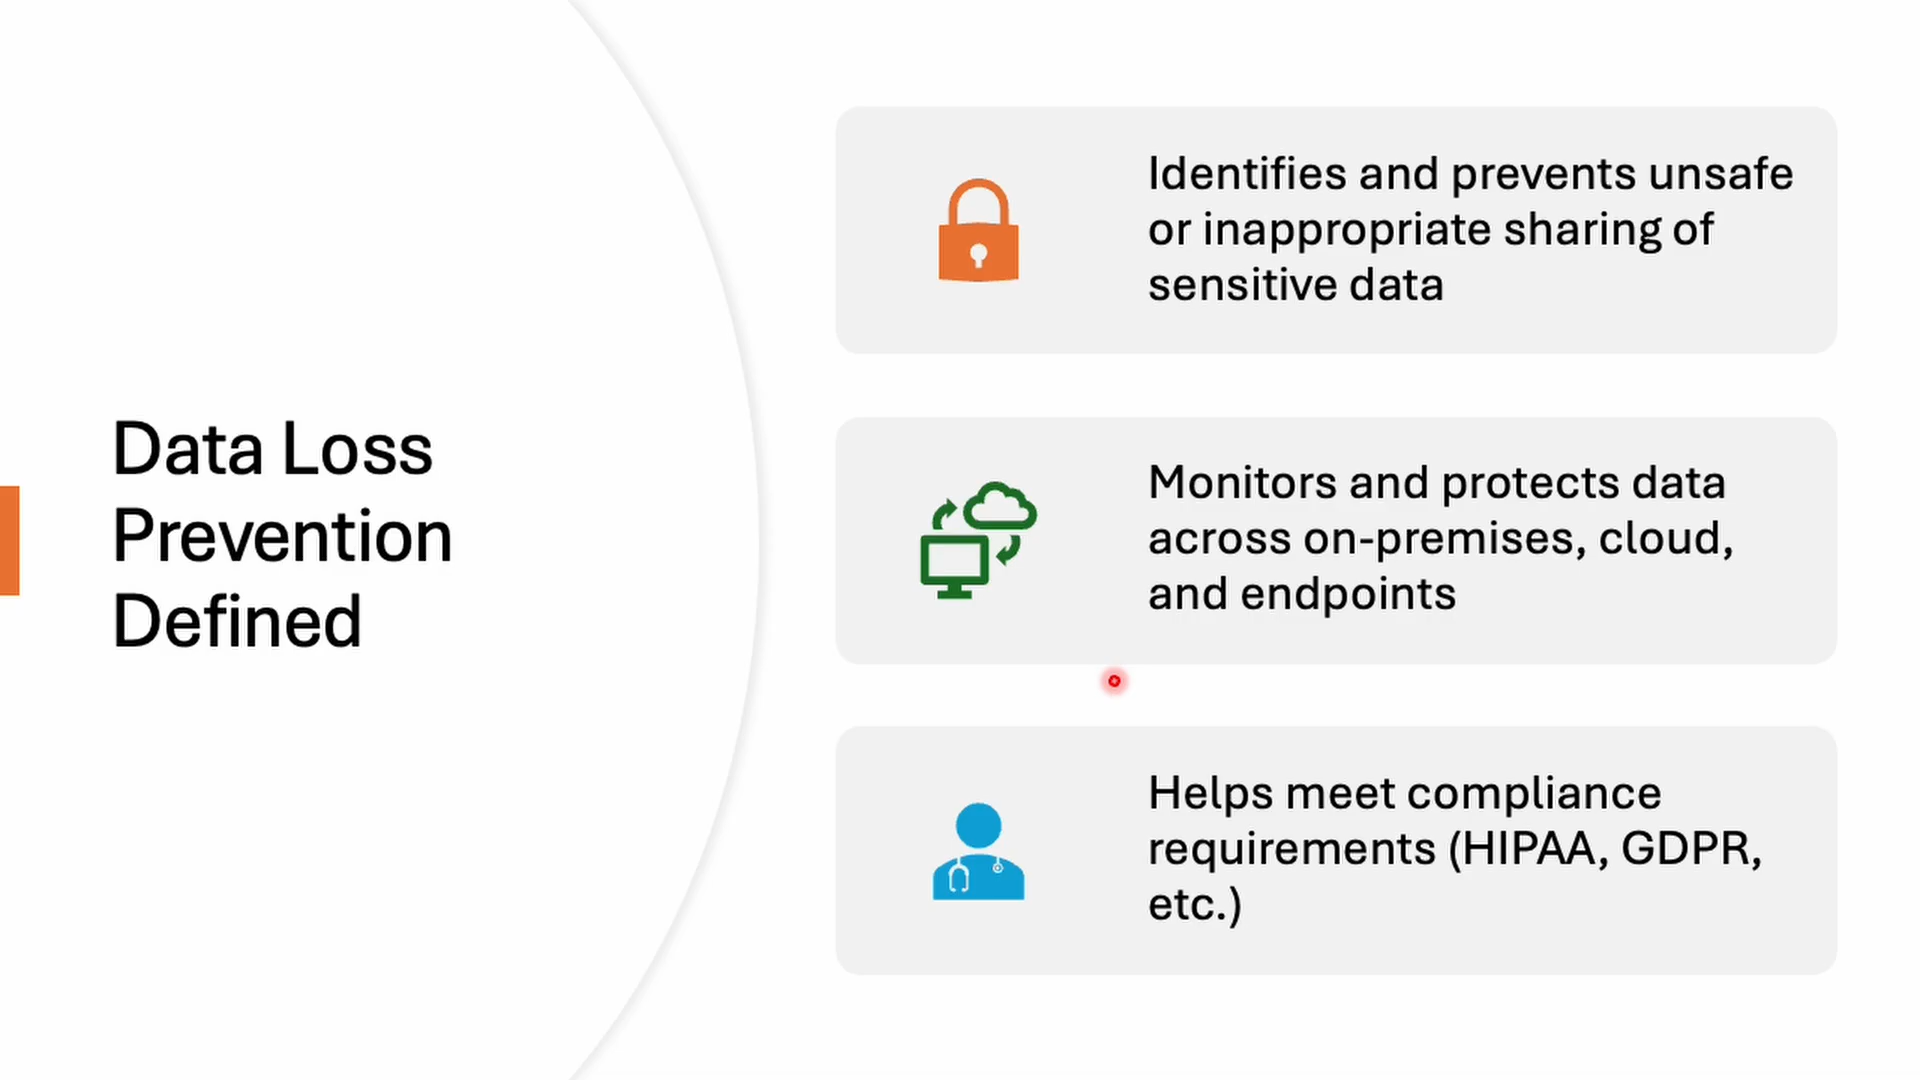 Data Loss
Prevention
Defined
Identifies and prevents unsafe
or inappropriate sharing of
sensitive data
Monitors and protects data
across on-premises, cloud,
and endpoints
Helps meet compliance
requirements (HIPAA, GDPR,
etc.)